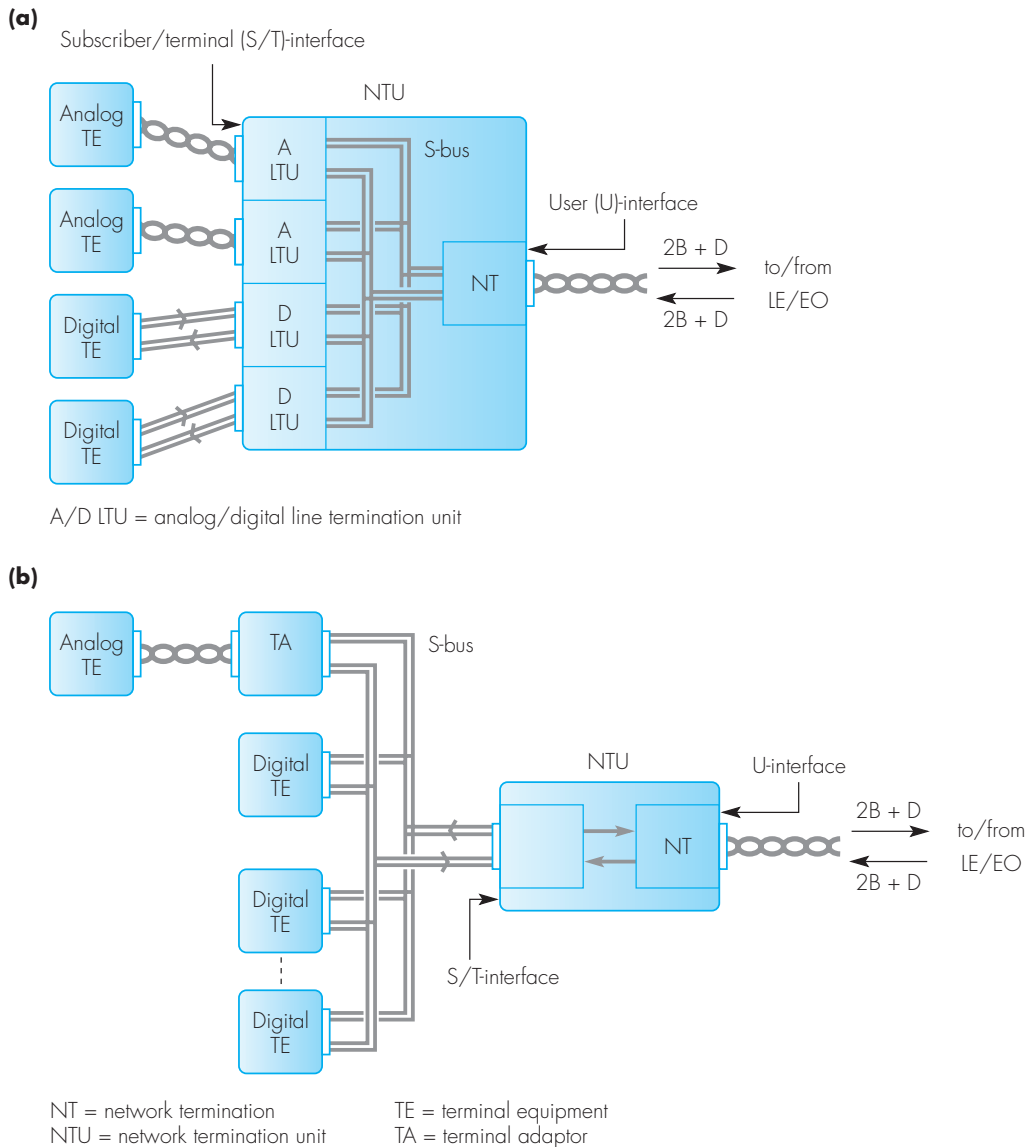 (a)
Subscriber/terminal (S/T)-interface
NTU
Analog
TE
A
LTU
S-bus
User (U)-interface
Analog
TE
A
LTU
2B + D
to/from
NT
LE/EO
2B + D
Digital
TE
D
LTU
Digital
TE
D
LTU
A/D LTU = analog/digital line termination unit
(b)
Analog
TE
TA
S-bus
Digital
TE
NTU
U-interface
2B + D
to/from
NT
LE/EO
2B + D
Digital
TE
S/T-interface
Digital
TE
NT = network termination
TE = terminal equipment
NTU = network termination unit
TA = terminal adaptor